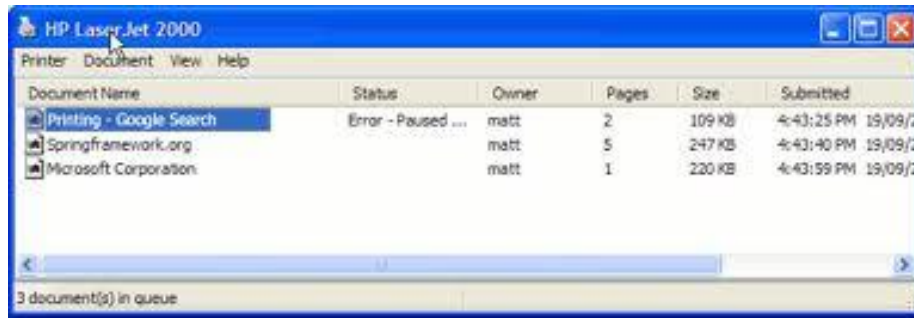 HP LaserJet 2000
Printer Document View Help
Document Name Status Owner Pages Size Submitted
Printing - Google Search Error - Paused ... matt 2 109 KB 4:43:25 PM 19/09/2
Springframework.org matt 5 247 KB 4:43:40 PM 19/09/2
Microsoft Corporation matt 1 220 KB 4:43:59 PM 19/09/2
3 document(s) in queue